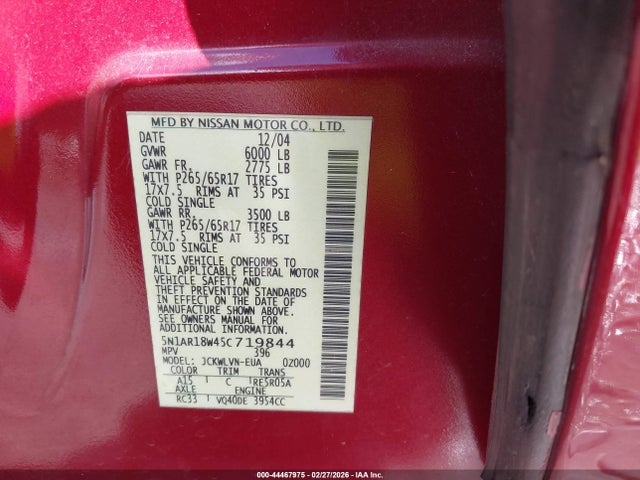 MFD BY NISSAN MOTOR CO., LTD.
DATE 12/04
GVWR 6000 LB
GAWR FR. 2775 LB
WITH P265/65R17 TIRES
17X7.5 RIMS AT 35 PSI
COLD SINGLE
GAWR RR. 3500 LB
WITH P265/65R17 TIRES
17X7.5 RIMS AT 35 PSI
COLD SINGLE
THIS VEHICLE CONFORMS TO
ALL APPLICABLE FEDERAL MOTOR
VEHICLE SAFETY AND
THEFT PREVENTION STANDARDS
IN EFFECT ON THE DATE OF
MANUFACTURE SHOWN ABOVE.
SEE OWNERS MANUAL FOR
ADDITIONAL INFORMATION
5N1AR18W45C719844
MPV 396
MODEL: JCKWLVN-EUA 02000
COLOR TRIM TRANS
A15 C RE5R05A
AXLE ENGINE
RC33 VQ40DE 3954CC
000-44467975 - 02/27/2026 - IAA Inc.